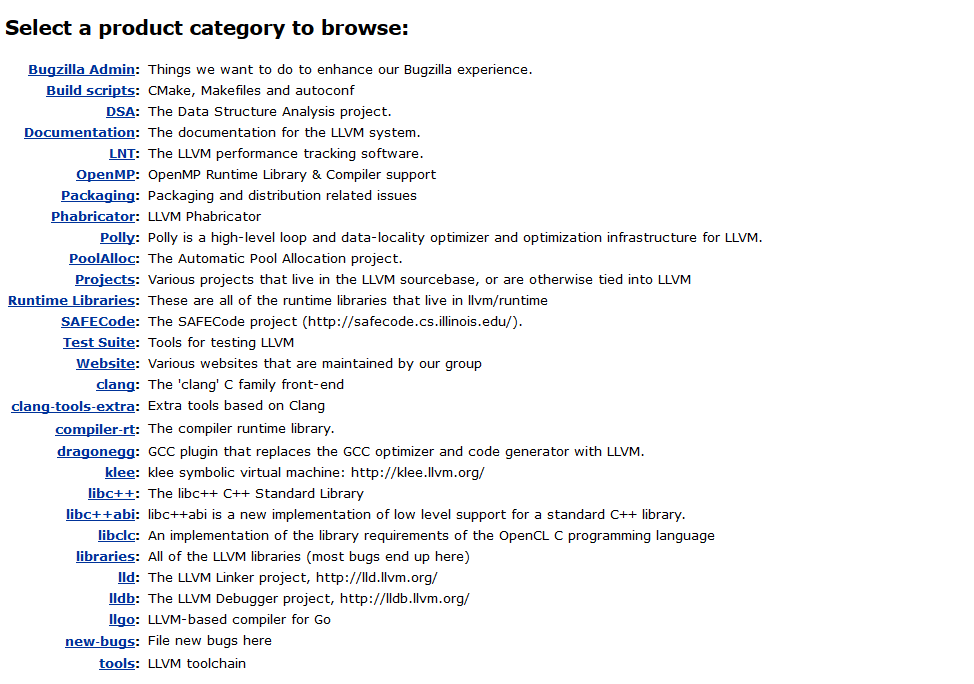 Select a product category to browse:
Bugzilla Admin: Things we want to do to enhance our Bugzilla experience.
Build scripts: CMake, Makefiles and autoconf
DSA: The Data Structure Analysis project.
Documentation: The documentation for the LLVM system.
LNT: The LLVM performance tracking software.
OpenMP: OpenMP Runtime Library & Compiler support
Packaging: Packaging and distribution related issues
Phabricator: LLVM Phabricator
Polly: Polly is a high-level loop and data-locality optimizer and optimization infrastructure for LLVM.
PoolAlloc: The Automatic Pool Allocation project.
Projects: Various projects that live in the LLVM sourcebase, or are otherwise tied into LLVM
Runtime Libraries: These are all of the runtime libraries that live in llvm/runtime
SAFECode: The SAFECode project (http://safecode.cs.illinois.edu/).
Test Suite: Tools for testing LLVM
Website: Various websites that are maintained by our group
clang: The 'clang' C family front-end
clang-tools-extra: Extra tools based on Clang
compiler-rt: The compiler runtime library.
dragonegg: GCC plugin that replaces the GCC optimizer and code generator with LLVM.
klee: klee symbolic virtual machine: http://klee.llvm.org/
libc++: The libc++ C++ Standard Library
libc++abi: libc++abi is a new implementation of low level support for a standard C++ library.
libclc: An implementation of the library requirements of the OpenCL C programming language
libraries: All of the LLVM libraries (most bugs end up here)
lld: The LLVM Linker project, http://lld.llvm.org/
lldb: The LLVM Debugger project, http://lldb.llvm.org/
llgo: LLVM-based compiler for Go
new-bugs: File new bugs here
tools: LLVM toolchain